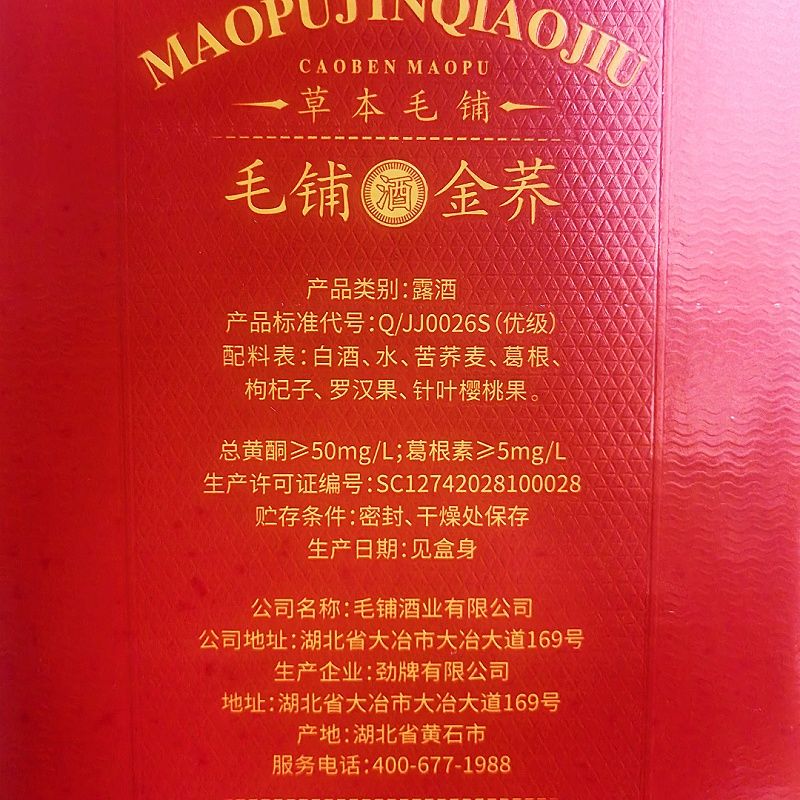 MAOPUJINQIAOJIU
CAOBEN MAOPU
草本毛铺
毛铺酒金荞
产品类别：露酒
产品标准代号：Q/JJ0026S（优级）
配料表：白酒、水、苦荞麦、葛根、
枸杞子、罗汉果、针叶樱桃果。
总黄酮≥50mg/L；葛根素≥5mg/L
生产许可证编号：SC12742028100028
贮存条件：密封、干燥处保存
生产日期：见盒身
公司名称：毛铺酒业有限公司
公司地址：湖北省大冶市大冶大道169号
生产企业：劲牌有限公司
地址：湖北省大冶市大冶大道169号
产地：湖北省黄石市
服务电话：400-677-1988